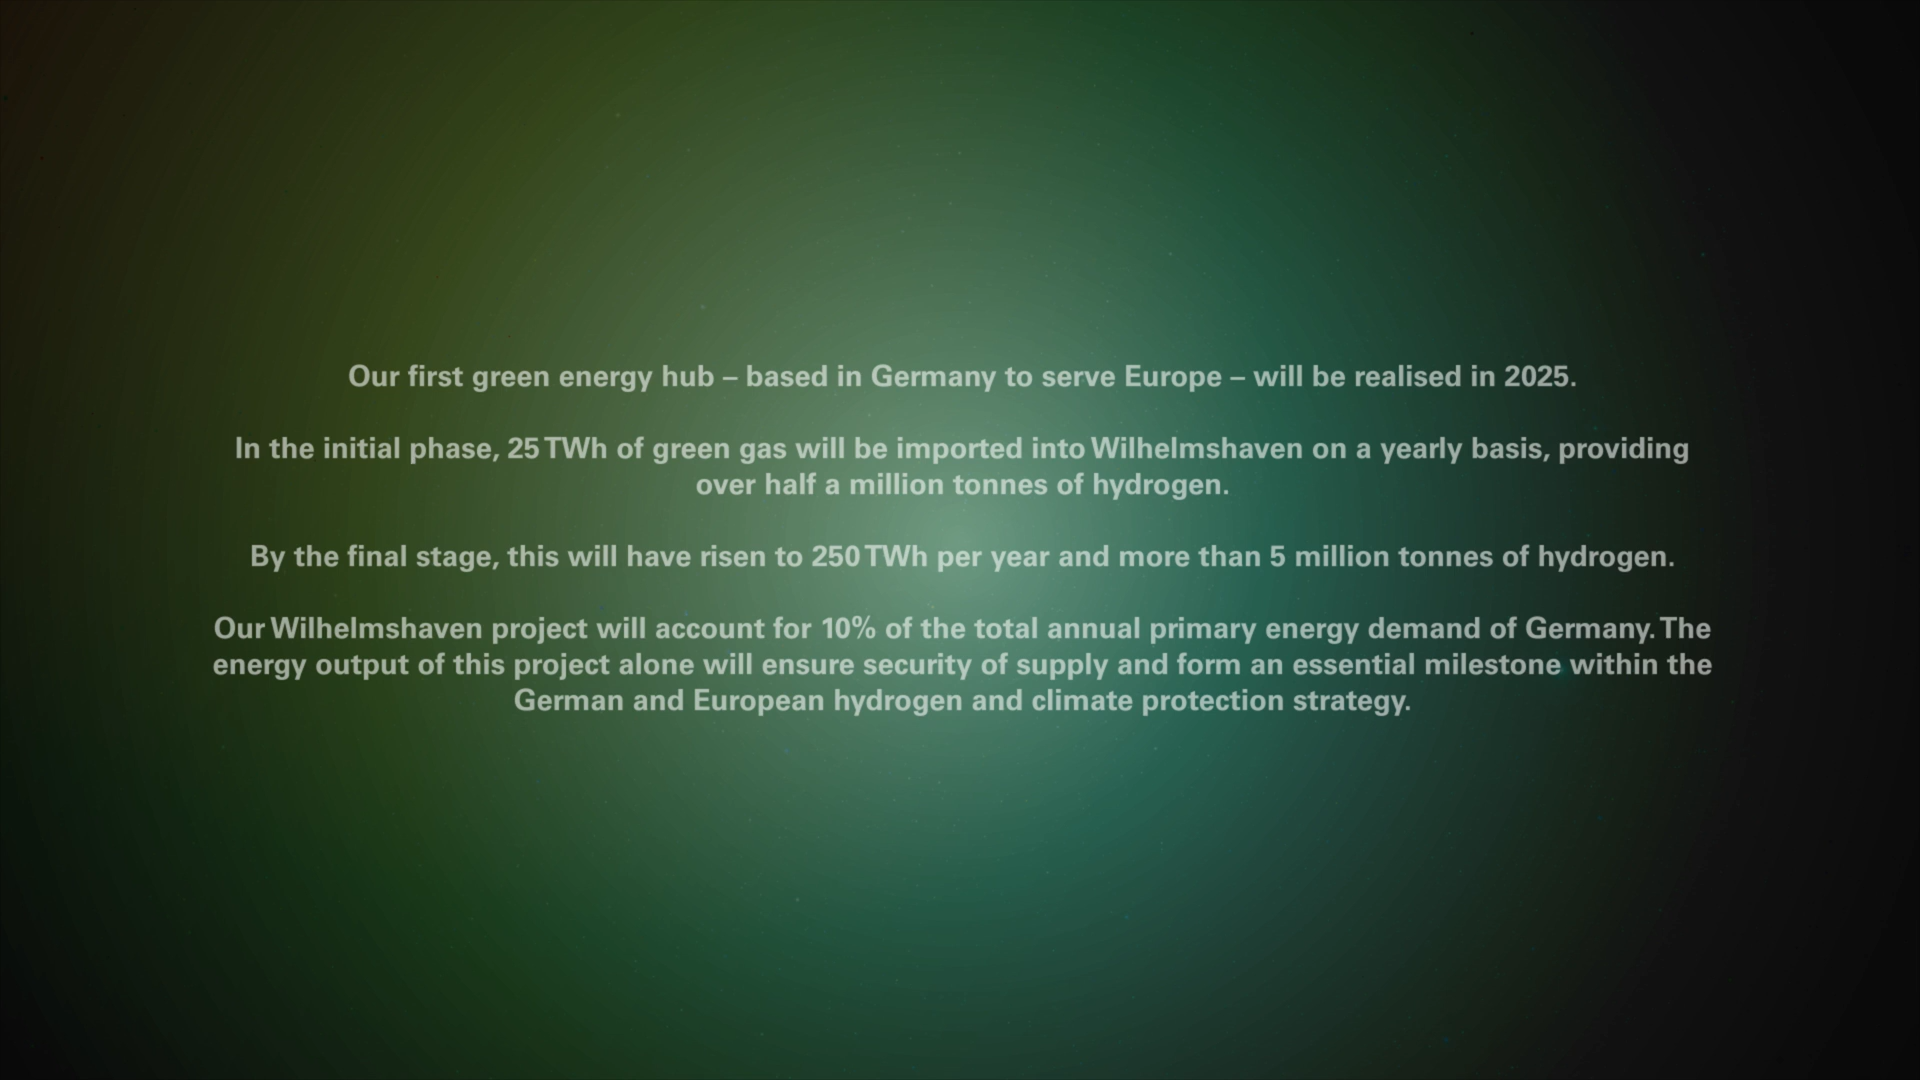 Our first green energy hub – based in Germany to serve Europe – will be realised in 2025.
In the initial phase, 25 TWh of green gas will be imported into Wilhelmshaven on a yearly basis, providing
over half a million tonnes of hydrogen.
By the final stage, this will have risen to 250 TWh per year and more than 5 million tonnes of hydrogen.
Our Wilhelmshaven project will account for 10% of the total annual primary energy demand of Germany. The
energy output of this project alone will ensure security of supply and form an essential milestone within the
German and European hydrogen and climate protection strategy.